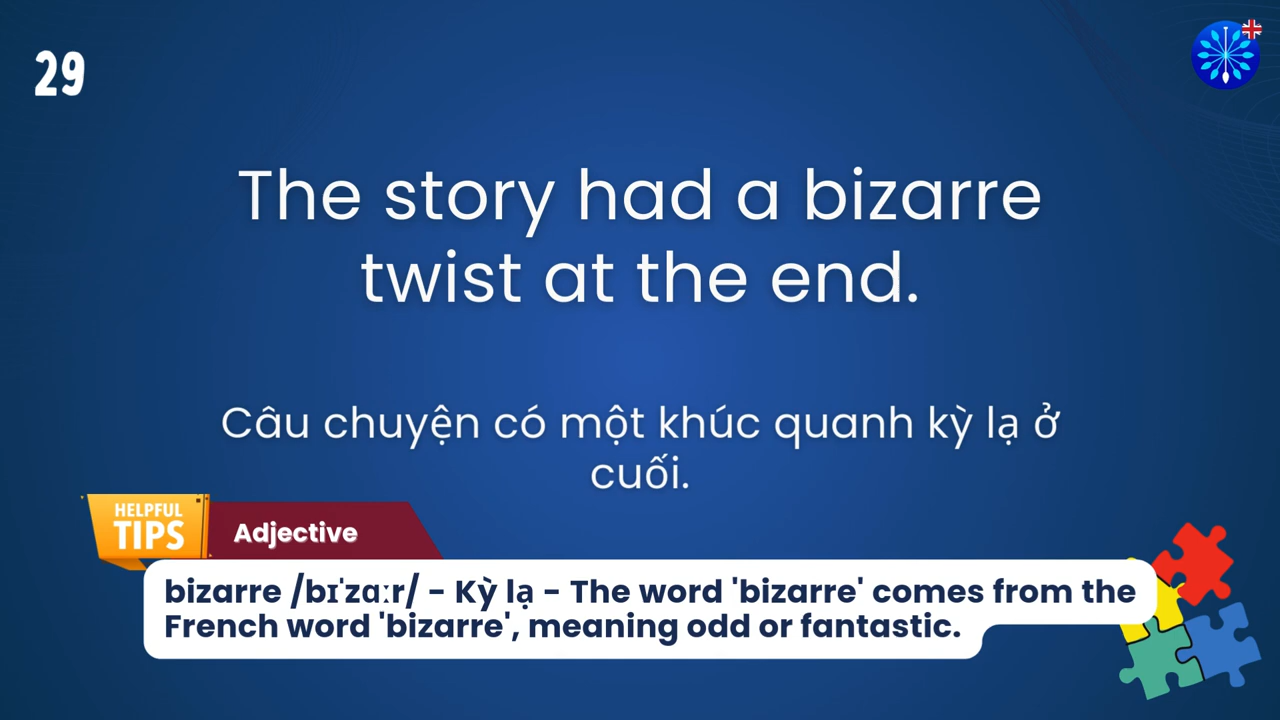 29
The story had a bizarre
twist at the end.
Câu chuyện có một khúc quanh kỳ lạ ở
cuối.
HELPFUL
TIPS
Adjective
bizarre /bɪˈzɑːr/ - Kỳ lạ - The word 'bizarre' comes from the
French word 'bizarre', meaning odd or fantastic.